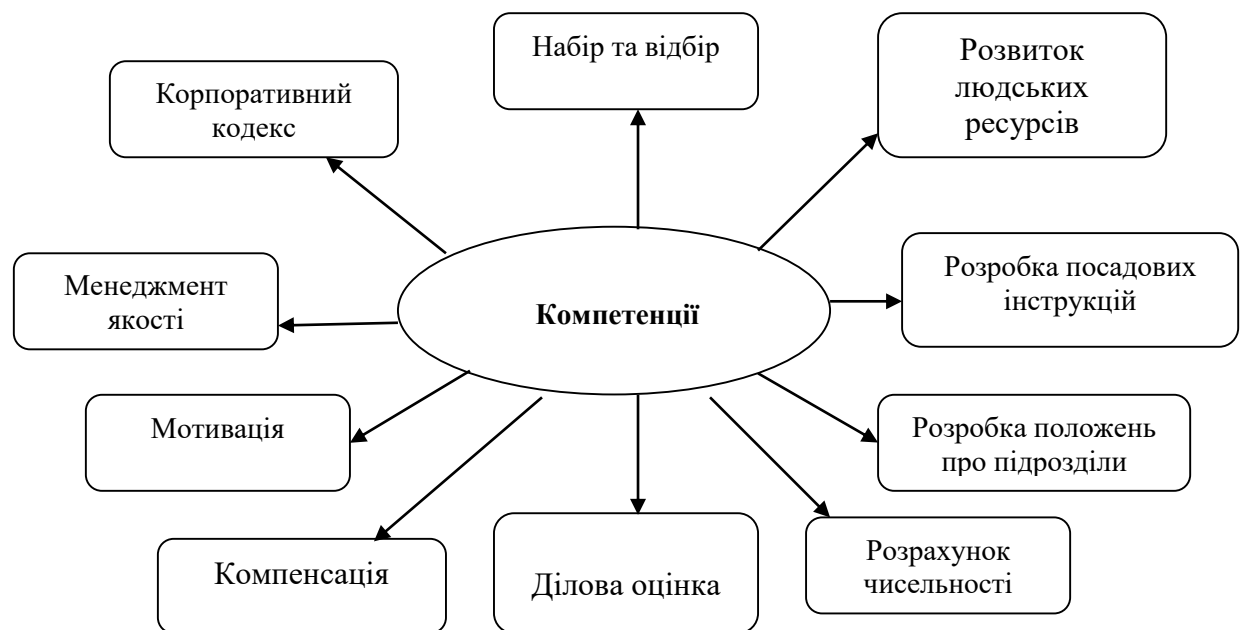 Набір та відбір
Розвиток
людських
ресурсів
Корпоративний
кодекс
Розробка посадових
інструкцій
Менеджмент
якості
Компетенції
Мотивація
Розробка положень
про підрозділи
Розрахунок
чисельності
Компенсація
Ділова оцінка